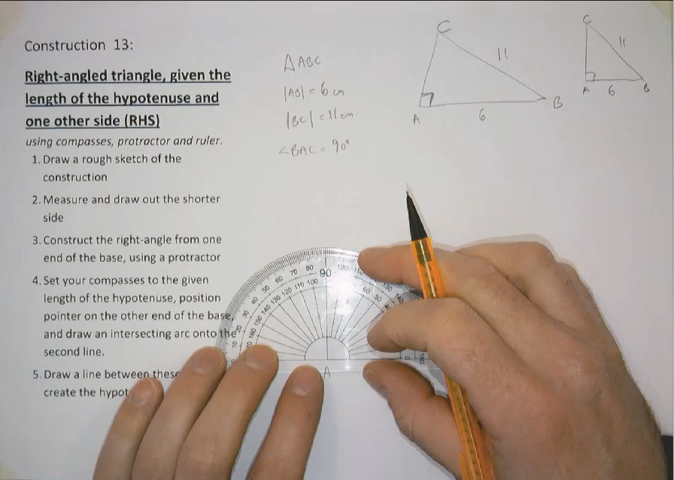 Construction 13:
Right-angled triangle, given the
length of the hypotenuse and
one other side (RHS)
using compasses, protractor and ruler.
1. Draw a rough sketch of the
construction
2. Measure and draw out the shorter
side
3. Construct the right-angle from one
end of the base, using a protractor
4. Set your compasses to the given
length of the hypotenuse, position
pointer on the other end of the base,
and draw an intersecting arc onto the
second line.
5. Draw a line between these
create the hypot
ΔABC
|AB| = 6 cm
|BC| = 11 cm
∠BAC = 90°
C
11
A
6
B
C
11
A 6 B
90
A